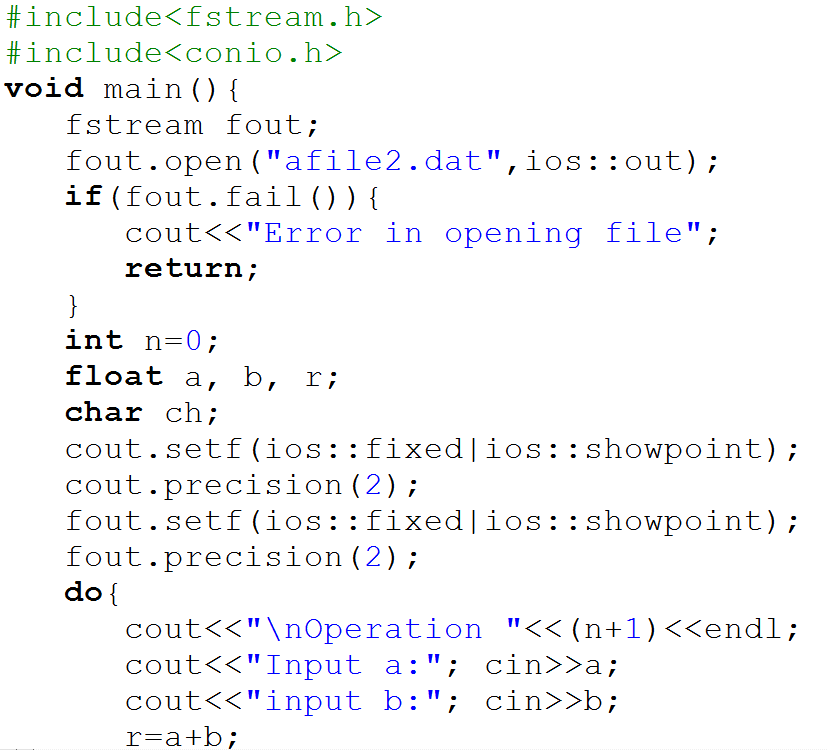 #include<fstream.h>
#include<conio.h>
void main(){
   fstream fout;
   fout.open("afile2.dat",ios::out);
   if(fout.fail()){
      cout<<"Error in opening file";
      return;
   }
   int n=0;
   float a, b, r;
   char ch;
   cout.setf(ios::fixed|ios::showpoint);
   cout.precision(2);
   fout.setf(ios::fixed|ios::showpoint);
   fout.precision(2);
   do{
      cout<<"\nOperation "<<(n+1)<<endl;
      cout<<"Input a:"; cin>>a;
      cout<<"input b:"; cin>>b;
      r=a+b;